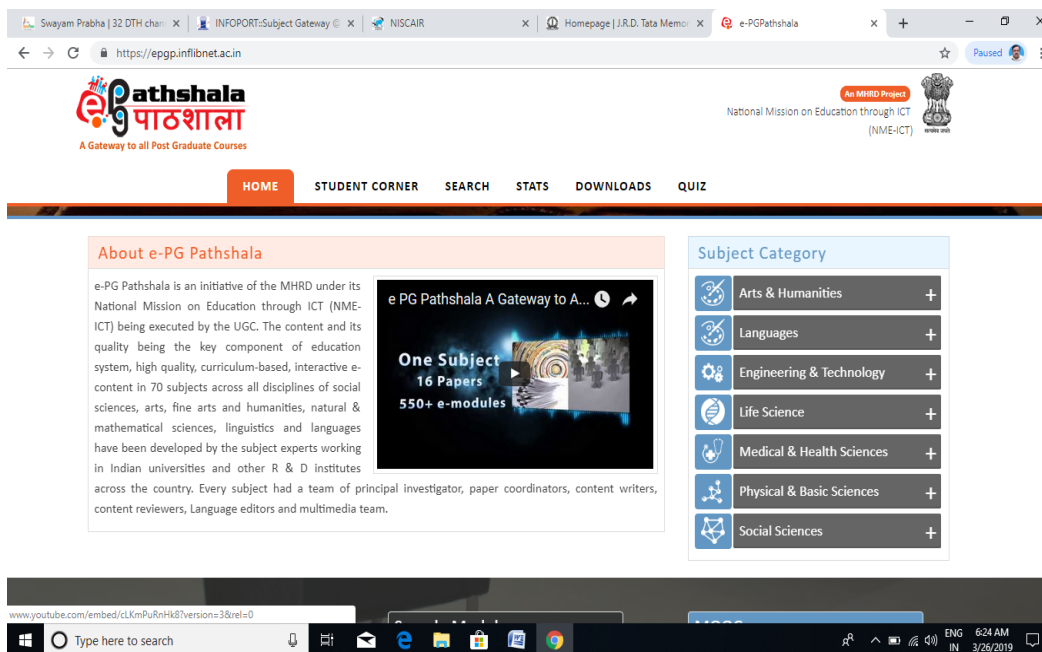 Swayam Prabha | 32 DTH chan
INFOPORT::Subject Gateway
NISCAIR
Homepage | J.R.D. Tata Memor
e-PGPathshala
https://epgp.inflibnet.ac.in
Paused
e Pathshala
pg पाठशाला
A Gateway to all Post Graduate Courses
An MHRD Project
National Mission on Education through ICT
(NME-ICT)
सत्यमेव जयते
HOME STUDENT CORNER SEARCH STATS DOWNLOADS QUIZ
About e-PG Pathshala
e-PG Pathshala is an initiative of the MHRD under its
National Mission on Education through ICT (NME-
ICT) being executed by the UGC. The content and its
quality being the key component of education
system, high quality, curriculum-based, interactive e-
content in 70 subjects across all disciplines of social
sciences, arts, fine arts and humanities, natural &
mathematical sciences, linguistics and languages
have been developed by the subject experts working
in Indian universities and other R & D institutes
across the country. Every subject had a team of principal investigator, paper coordinators, content writers,
content reviewers, Language editors and multimedia team.
e PG Pathshala A Gateway to A...
One Subject
16 Papers
550+ e-modules
Subject Category
Arts & Humanities
Languages
Engineering & Technology
Life Science
Medical & Health Sciences
Physical & Basic Sciences
Social Sciences
www.youtube.com/embed/cLKmPuRnHk8?version=3&rel=0
Type here to search
ENG 6:24 AM
IN 3/26/2019